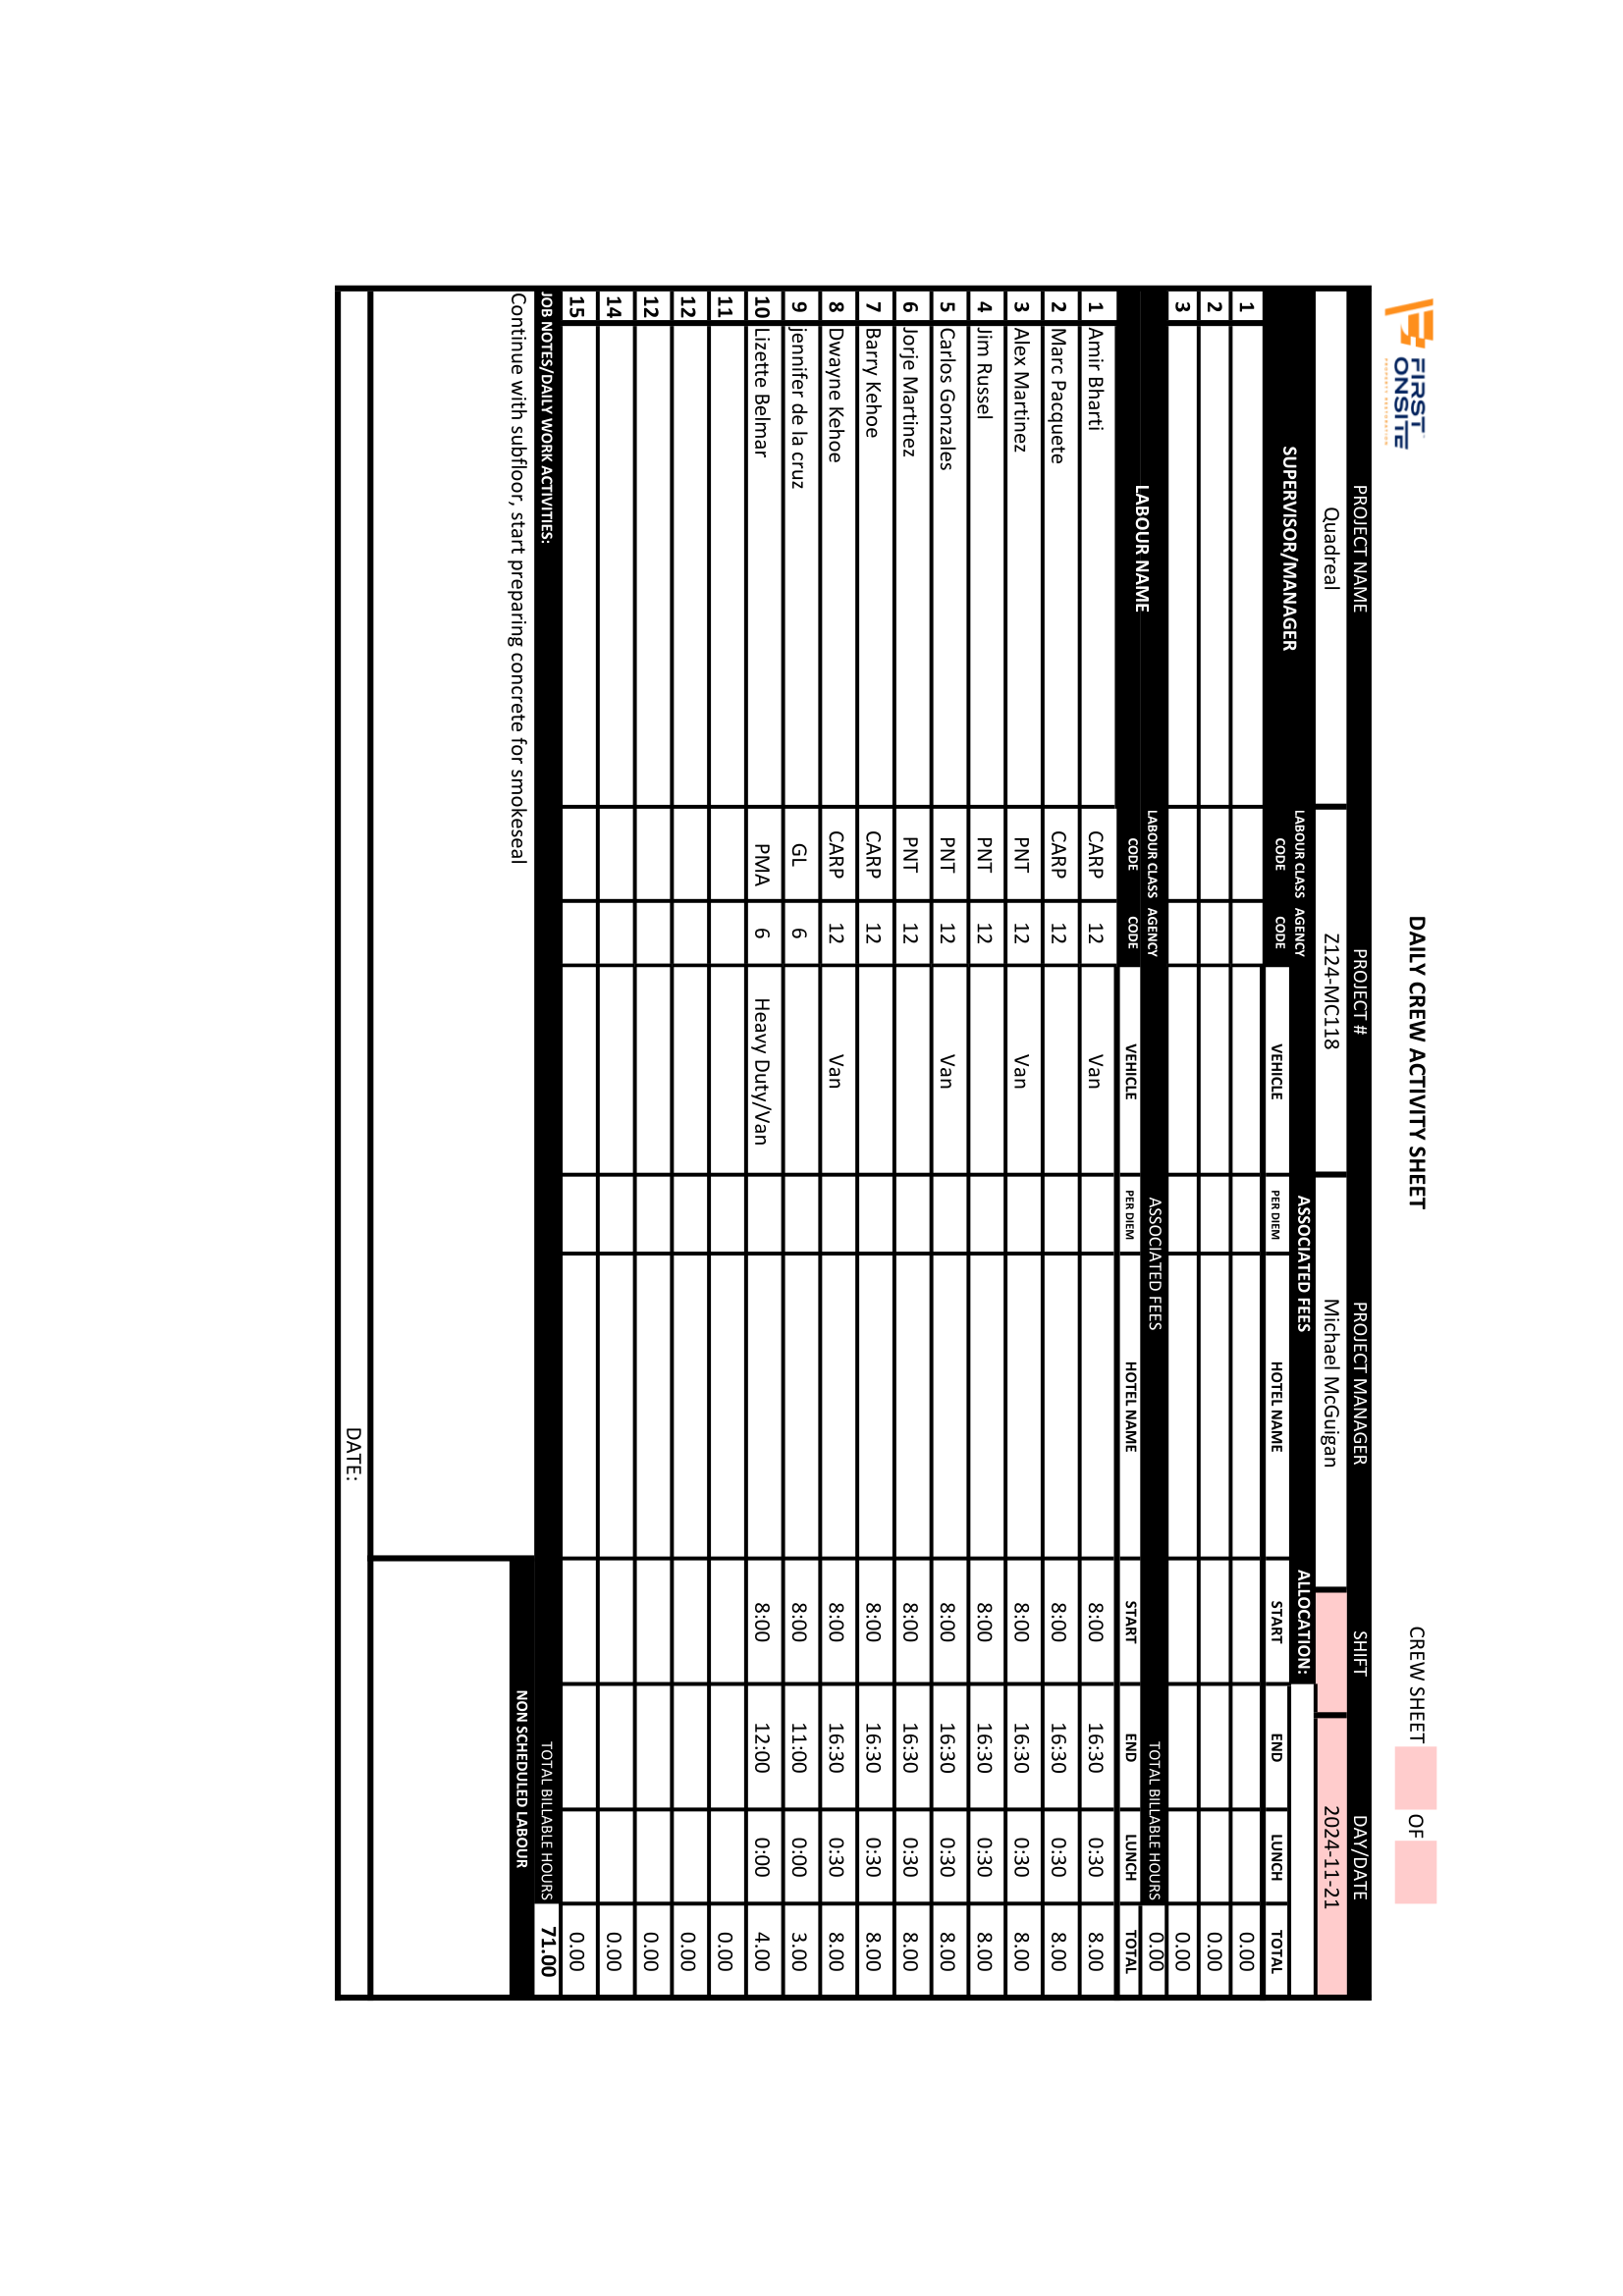 FIRST ONSITE
DAILY CREW ACTIVITY SHEET
CREW SHEET OF
PROJECT NAME PROJECT # PROJECT MANAGER SHIFT DAY/DATE
Quadreal Z124-MC118 Michael McGuigan 2024-11-21
SUPERVISOR/MANAGER LABOUR CLASS CODE AGENCY CODE ASSOCIATED FEES ALLOCATION:
VEHICLE PER DIEM HOTEL NAME START END LUNCH TOTAL
1 0.00
2 0.00
3 0.00
LABOUR NAME LABOUR CLASS CODE AGENCY CODE ASSOCIATED FEES TOTAL BILLABLE HOURS 0.00
VEHICLE PER DIEM HOTEL NAME START END LUNCH TOTAL
1 Amir Bharti CARP 12 Van 8:00 16:30 0:30 8.00
2 Marc Pacquete CARP 12 8:00 16:30 0:30 8.00
3 Alex Martinez PNT 12 Van 8:00 16:30 0:30 8.00
4 Jim Russel PNT 12 8:00 16:30 0:30 8.00
5 Carlos Gonzales PNT 12 Van 8:00 16:30 0:30 8.00
6 Jorje Martinez PNT 12 8:00 16:30 0:30 8.00
7 Barry Kehoe CARP 12 8:00 16:30 0:30 8.00
8 Dwayne Kehoe CARP 12 Van 8:00 16:30 0:30 8.00
9 jennifer de la cruz GL 6 8:00 11:00 0:00 3.00
10 Lizette Belmar PMA 6 Heavy Duty/Van 8:00 12:00 0:00 4.00
11 0.00
12 0.00
12 0.00
14 0.00
15 0.00
JOB NOTES/DAILY WORK ACTIVITIES: TOTAL BILLABLE HOURS 71.00
Continue with subfloor, start preparing concrete for smokeseal
NON SCHEDULED LABOUR
DATE: